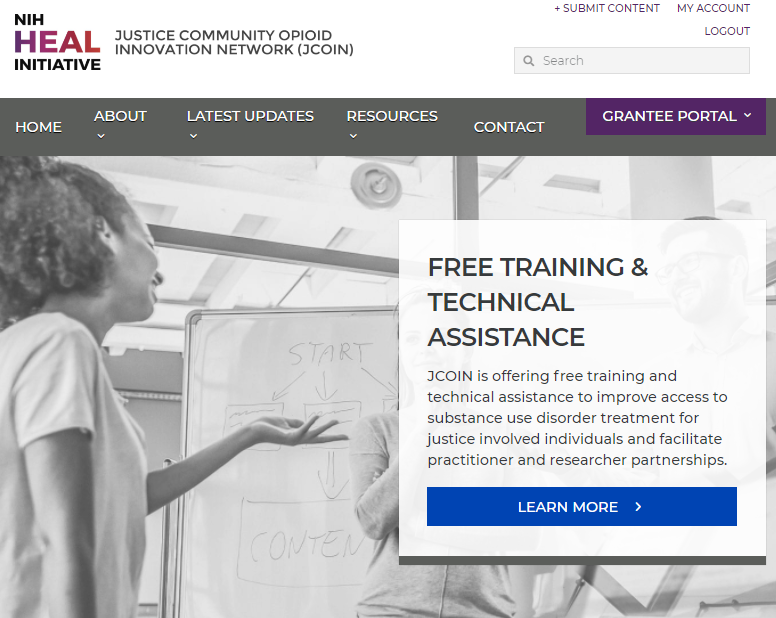 + SUBMIT CONTENT MY ACCOUNT
LOGOUT
NIH
HEAL
INITIATIVE
JUSTICE COMMUNITY OPIOID
INNOVATION NETWORK (JCOIN)
Search
HOME
ABOUT
LATEST UPDATES
RESOURCES
CONTACT
GRANTEE PORTAL
START
CONTEN
FREE TRAINING &
TECHNICAL
ASSISTANCE
JCOIN is offering free training and
technical assistance to improve access to
substance use disorder treatment for
justice involved individuals and facilitate
practitioner and researcher partnerships.
LEARN MORE